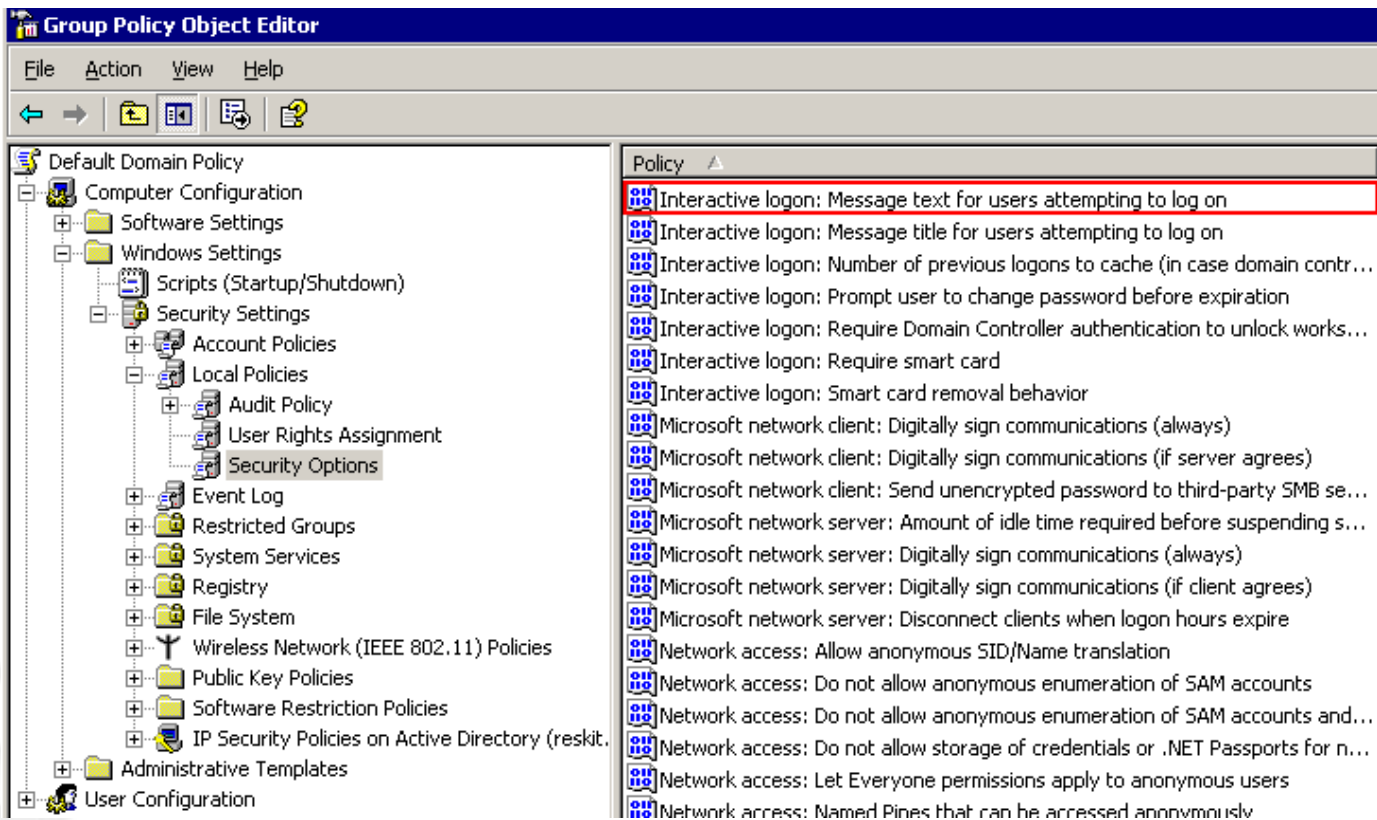 Group Policy Object Editor
File Action View Help
Default Domain Policy
Computer Configuration
Software Settings
Windows Settings
Scripts (Startup/Shutdown)
Security Settings
Account Policies
Local Policies
Audit Policy
User Rights Assignment
Security Options
Event Log
Restricted Groups
System Services
Registry
File System
Wireless Network (IEEE 802.11) Policies
Public Key Policies
Software Restriction Policies
IP Security Policies on Active Directory (reskit.
Administrative Templates
User Configuration
Policy
Interactive logon: Message text for users attempting to log on
Interactive logon: Message title for users attempting to log on
Interactive logon: Number of previous logons to cache (in case domain contr...
Interactive logon: Prompt user to change password before expiration
Interactive logon: Require Domain Controller authentication to unlock works...
Interactive logon: Require smart card
Interactive logon: Smart card removal behavior
Microsoft network client: Digitally sign communications (always)
Microsoft network client: Digitally sign communications (if server agrees)
Microsoft network client: Send unencrypted password to third-party SMB se...
Microsoft network server: Amount of idle time required before suspending s...
Microsoft network server: Digitally sign communications (always)
Microsoft network server: Digitally sign communications (if client agrees)
Microsoft network server: Disconnect clients when logon hours expire
Network access: Allow anonymous SID/Name translation
Network access: Do not allow anonymous enumeration of SAM accounts
Network access: Do not allow anonymous enumeration of SAM accounts and...
Network access: Do not allow storage of credentials or .NET Passports for n...
Network access: Let Everyone permissions apply to anonymous users
Network access: Named Pipes that can be accessed anonymously